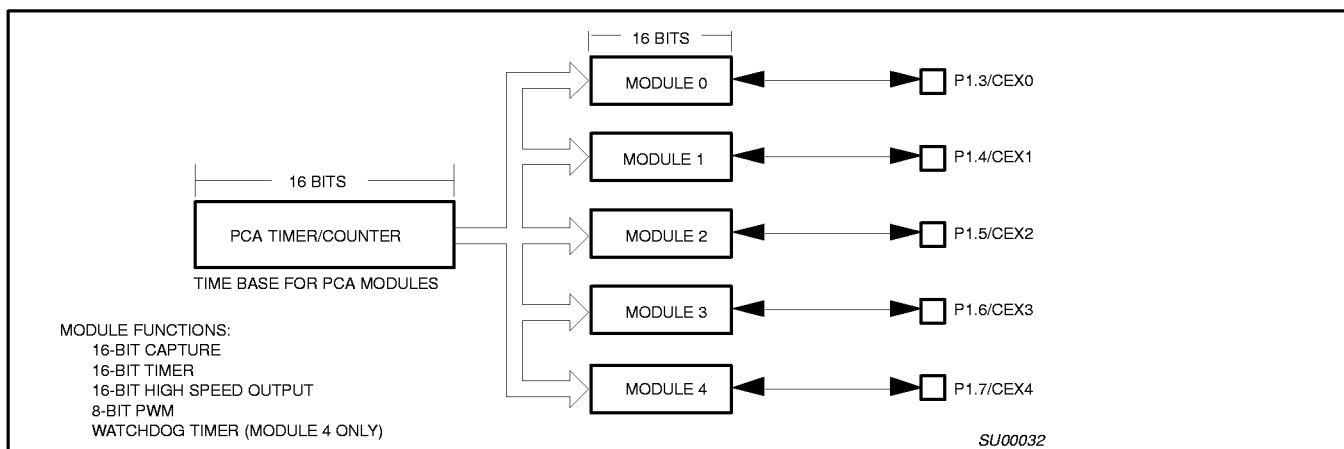 16 BITS
MODULE 0
P1.3/CEX0
MODULE 1
P1.4/CEX1
16 BITS
PCA TIMER/COUNTER
MODULE 2
P1.5/CEX2
TIME BASE FOR PCA MODULES
MODULE 3
P1.6/CEX3
MODULE FUNCTIONS:
16-BIT CAPTURE
16-BIT TIMER
16-BIT HIGH SPEED OUTPUT
8-BIT PWM
WATCHDOG TIMER (MODULE 4 ONLY)
MODULE 4
P1.7/CEX4
SU00032